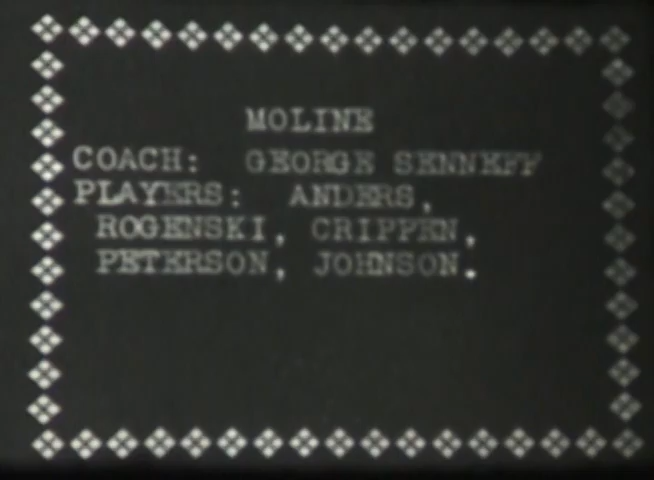 MOLINE
COACH: GEORGE SENNEFF
PLAYERS: ANDERS,
ROGENSKI, CRIPPEN,
PETERSON, JOHNSON.